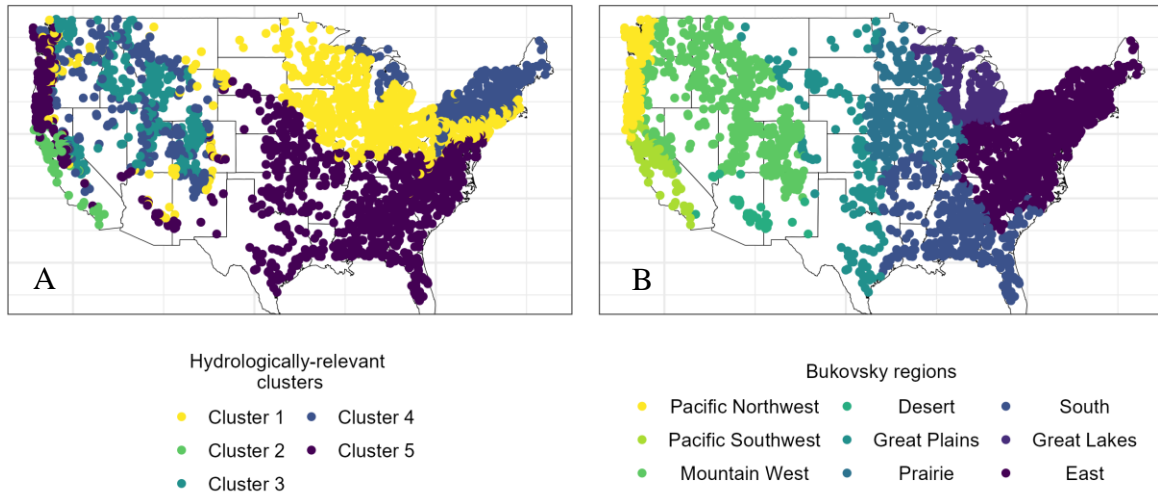 A
B
Hydrologically-relevant
clusters
Cluster 1
Cluster 4
Cluster 2
Cluster 5
Cluster 3
Bukovsky regions
Pacific Northwest
Desert
South
Pacific Southwest
Great Plains
Great Lakes
Mountain West
Prairie
East